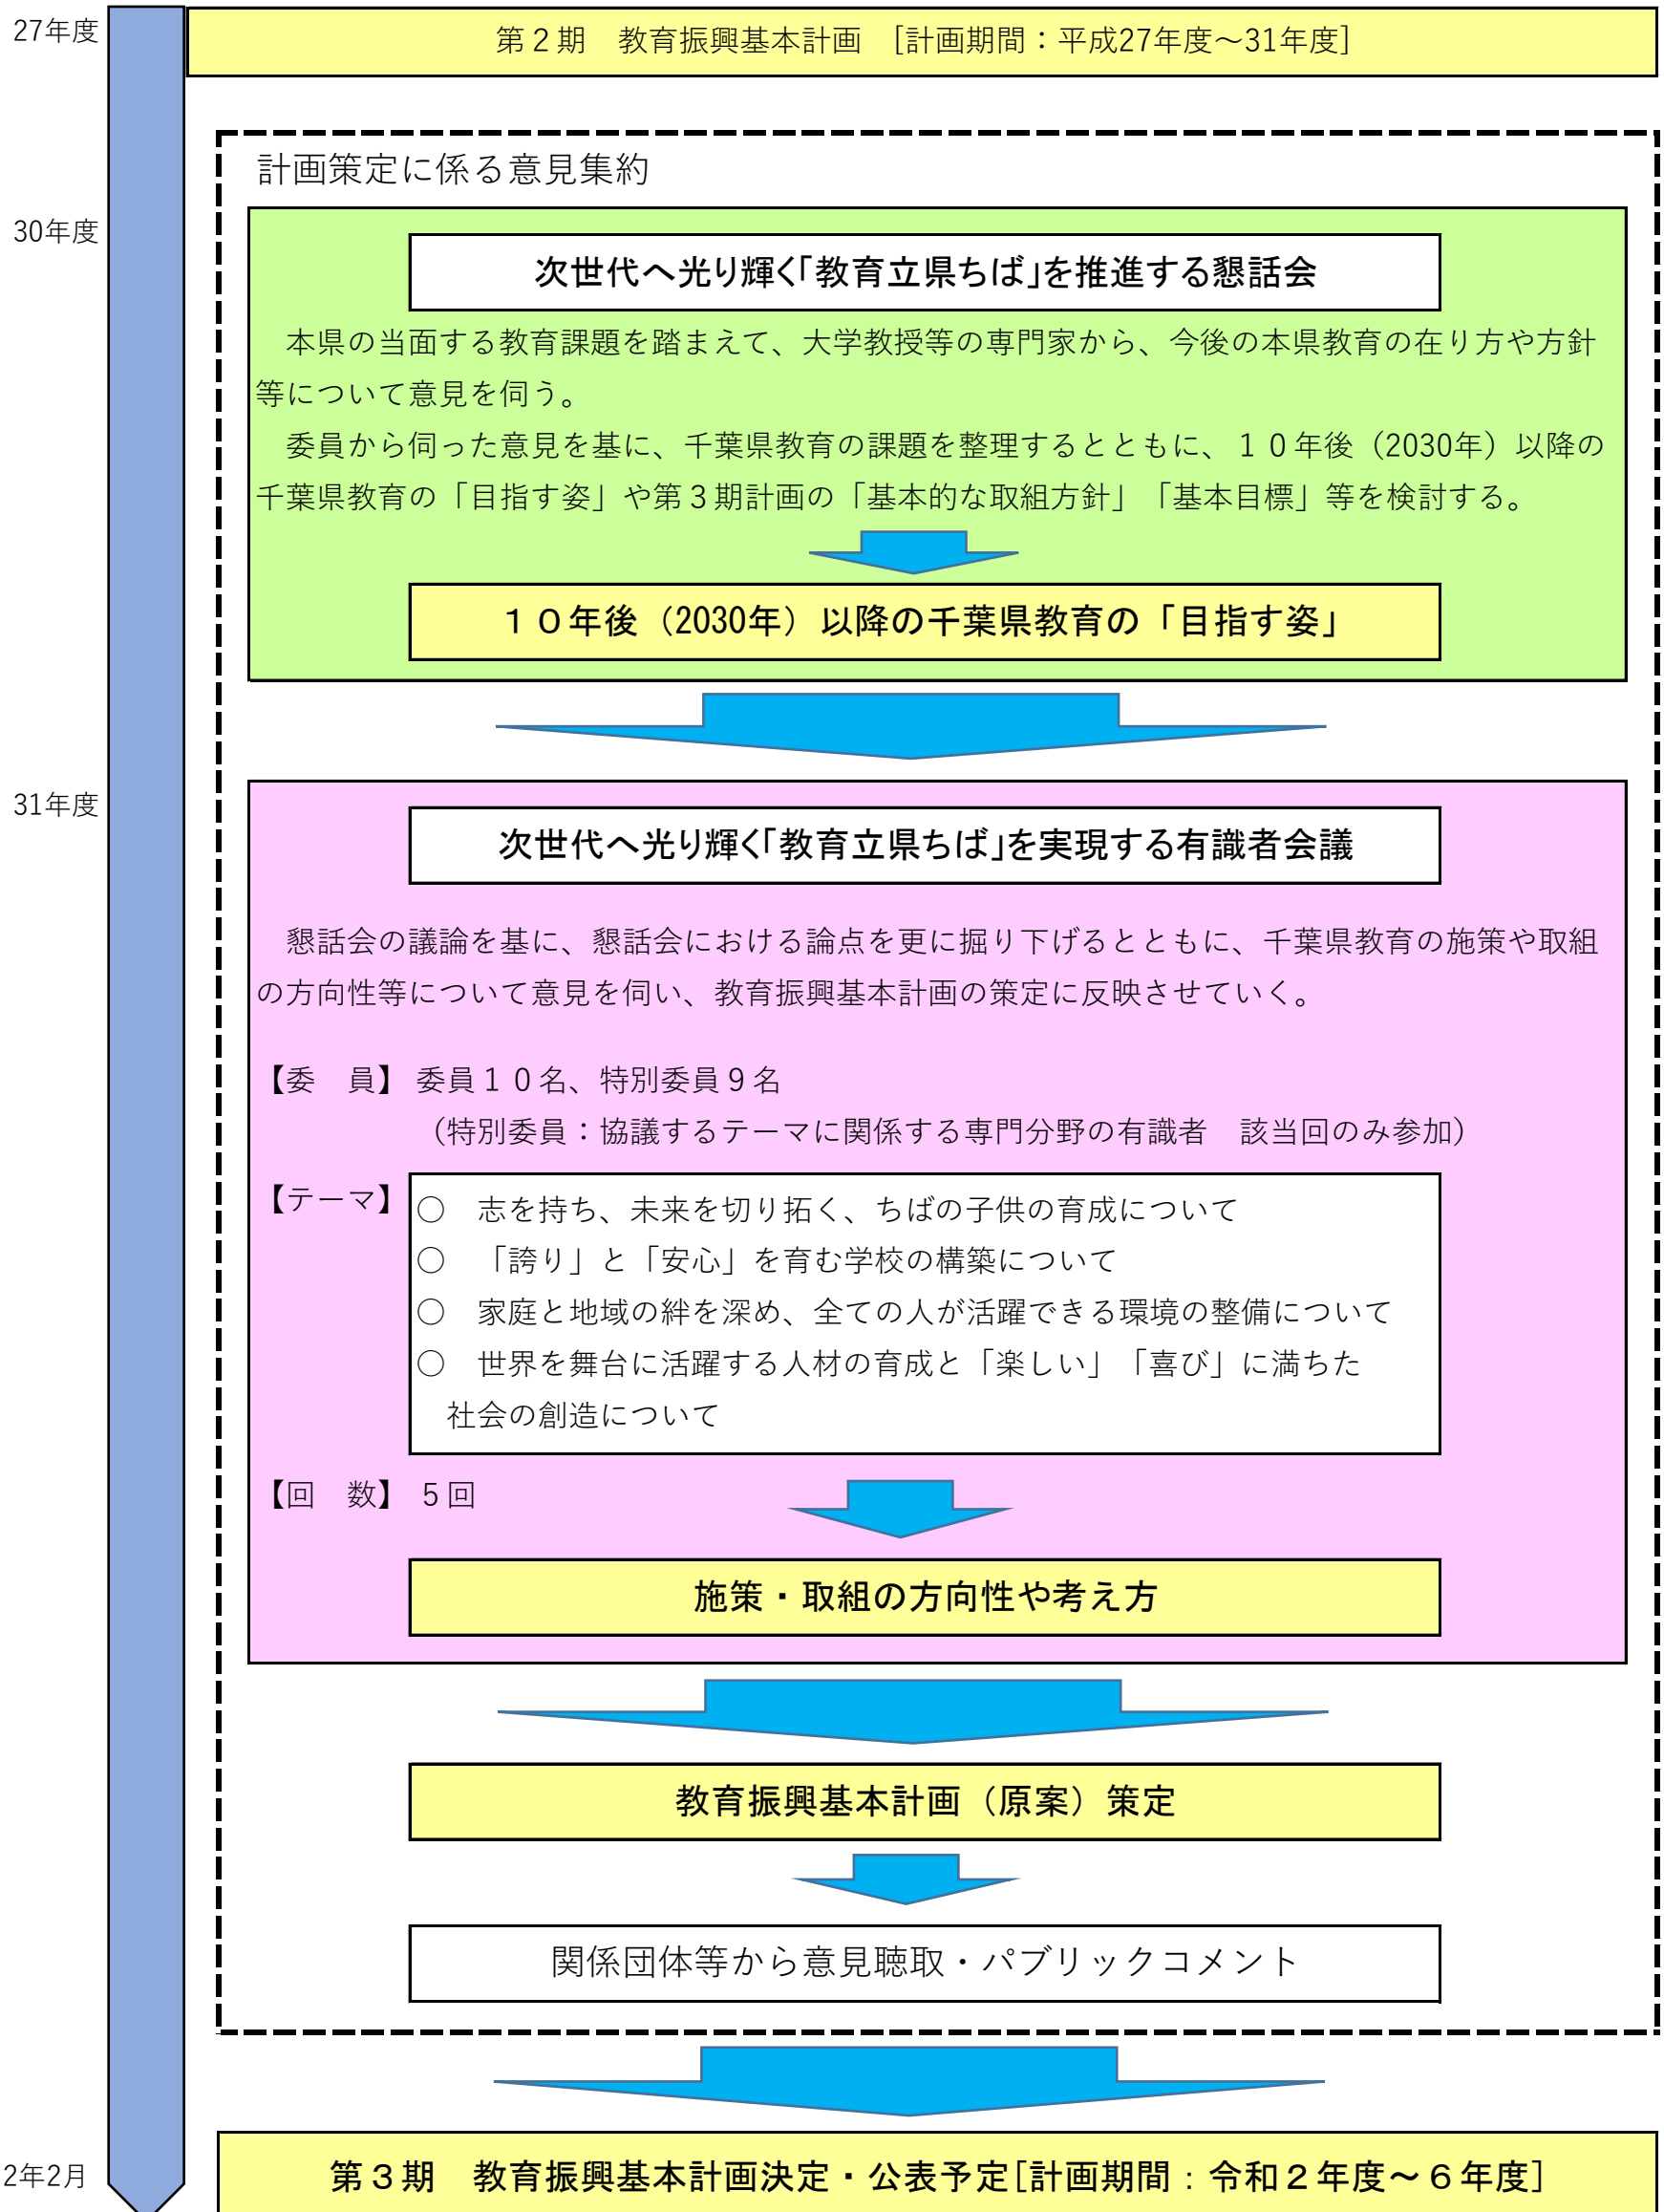 27年度
第２期　教育振興基本計画　[計画期間：平成27年度～31年度]
計画策定に係る意見集約
30年度
次世代へ光り輝く「教育立県ちば」を推進する懇話会
本県の当面する教育課題を踏まえて、大学教授等の専門家から、今後の本県教育の在り方や方針
等について意見を伺う。
委員から伺った意見を基に、千葉県教育の課題を整理するとともに、１０年後（2030年）以降の
千葉県教育の「目指す姿」や第３期計画の「基本的な取組方針」「基本目標」等を検討する。
１０年後（2030年）以降の千葉県教育の「目指す姿」
31年度
次世代へ光り輝く「教育立県ちば」を実現する有識者会議
懇話会の議論を基に、懇話会における論点を更に掘り下げるとともに、千葉県教育の施策や取組
の方向性等について意見を伺い、教育振興基本計画の策定に反映させていく。
【委　員】 委員１０名、特別委員９名
（特別委員：協議するテーマに関係する専門分野の有識者　該当回のみ参加）
【テーマ】
○　志を持ち、未来を切り拓く、ちばの子供の育成について
○　「誇り」と「安心」を育む学校の構築について
○　家庭と地域の絆を深め、全ての人が活躍できる環境の整備について
○　世界を舞台に活躍する人材の育成と「楽しい」「喜び」に満ちた
社会の創造について
【回　数】 ５回
施策・取組の方向性や考え方
教育振興基本計画（原案）策定
関係団体等から意見聴取・パブリックコメント
2年2月
第３期　教育振興基本計画決定・公表予定[計画期間：令和２年度～６年度]